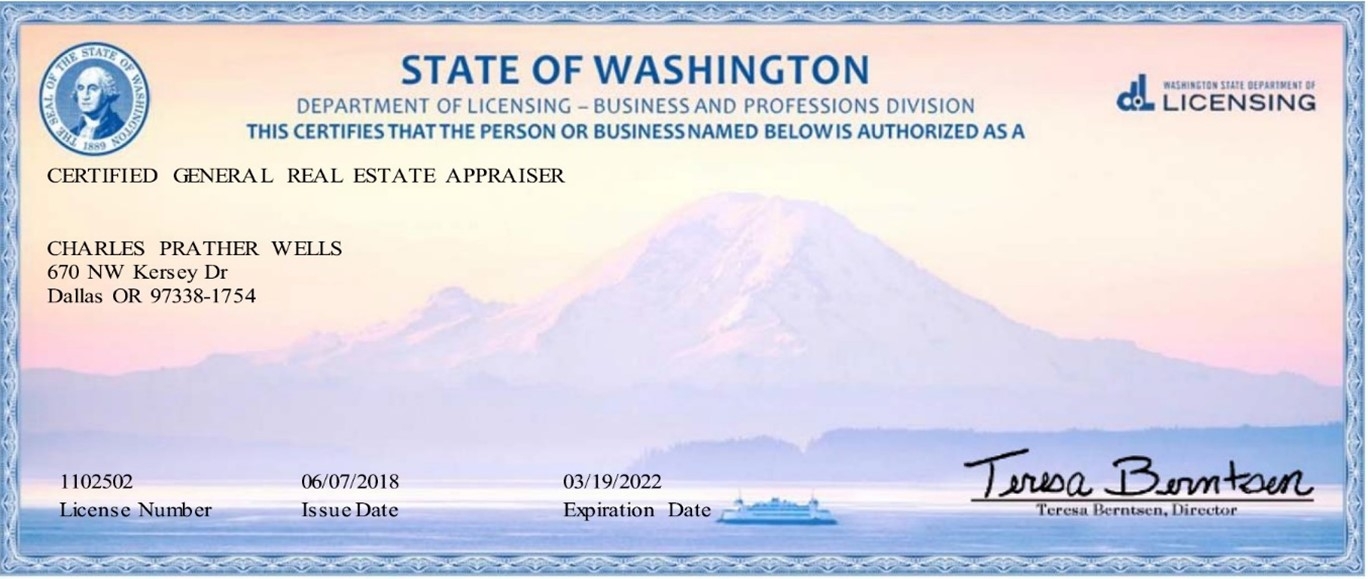 THE SEAL OF THE STATE OF WASHINGTON
1889
STATE OF WASHINGTON
DEPARTMENT OF LICENSING – BUSINESS AND PROFESSIONS DIVISION
THIS CERTIFIES THAT THE PERSON OR BUSINESS NAMED BELOW IS AUTHORIZED AS A
dol WASHINGTON STATE DEPARTMENT OF
LICENSING
CERTIFIED GENERAL REAL ESTATE APPRAISER
CHARLES PRATHER WELLS
670 NW Kersey Dr
Dallas OR 97338-1754
1102502 06/07/2018 03/19/2022
License Number Issue Date Expiration Date
Teresa Berntsen
Teresa Berntsen, Director